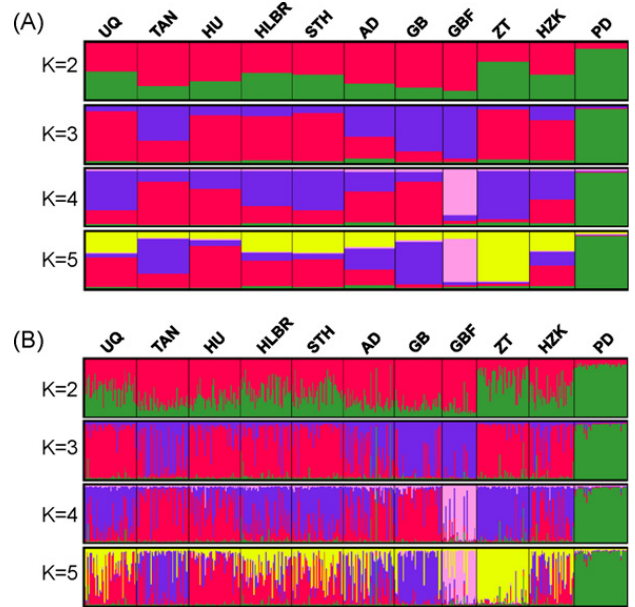 (A)
UQ TAN HU HLBR STH AD GB GBF ZT HZK PD
K=2
K=3
K=4
K=5
(B)
UQ TAN HU HLBR STH AD GB GBF ZT HZK PD
K=2
K=3
K=4
K=5